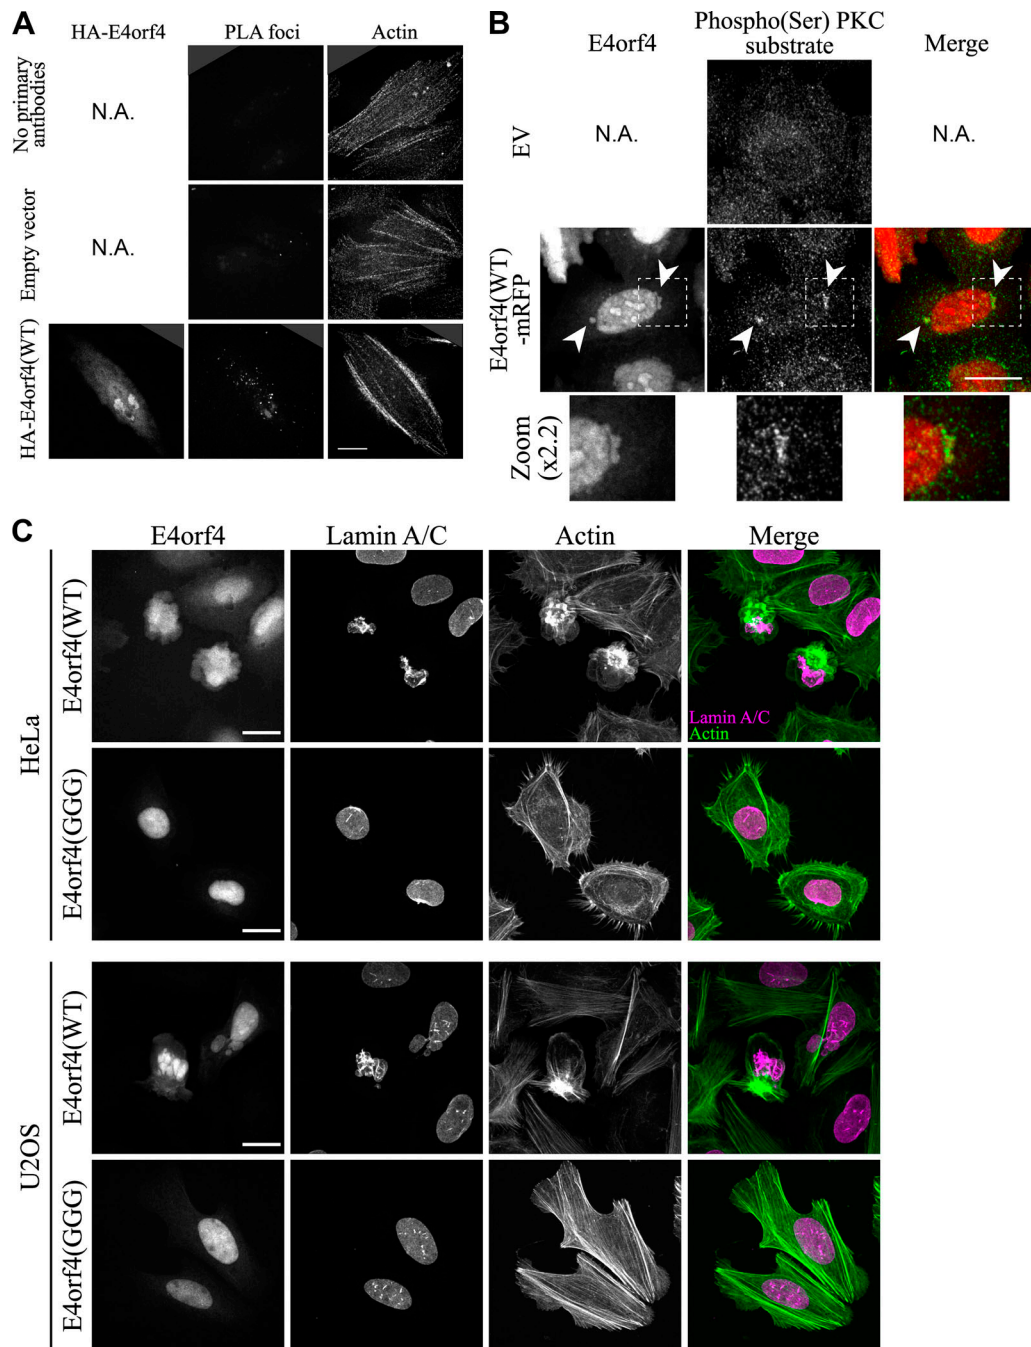 A
HA-E4orf4
PLA foci
Actin
No primary
antibodies
N.A.
Empty vector
N.A.
HA-E4orf4(WT)
B
E4orf4
Phospho(Ser) PKC
substrate
Merge
EV
N.A.
N.A.
E4orf4(WT)
-mRFP
Zoom
(x2.2)
C
E4orf4
Lamin A/C
Actin
Merge
HeLa
E4orf4(WT)
Lamin A/C
Actin
E4orf4(GGG)
U2OS
E4orf4(WT)
E4orf4(GGG)